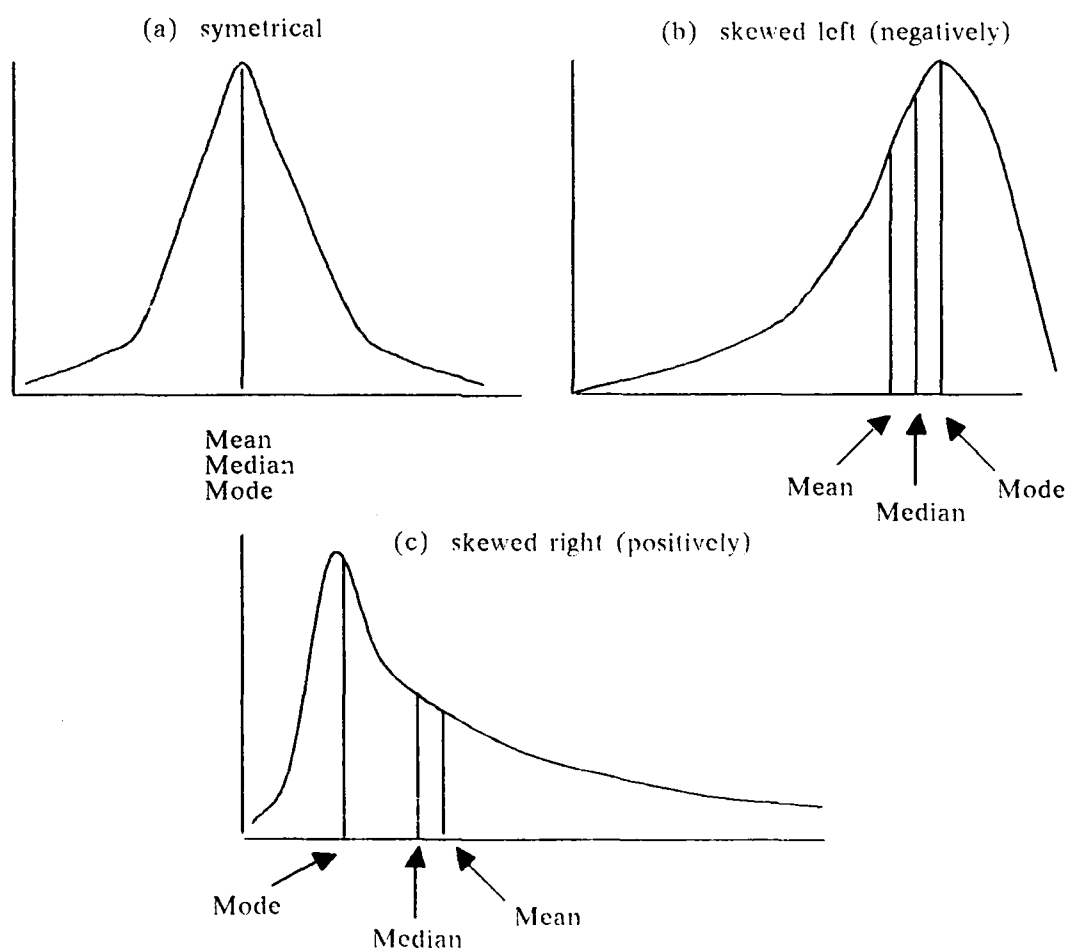 (a) symetrical
(b) skewed left (negatively)
Mean
Median
Mode
Mean
Median
Mode
(c) skewed right (positively)
Mode
Median
Mean